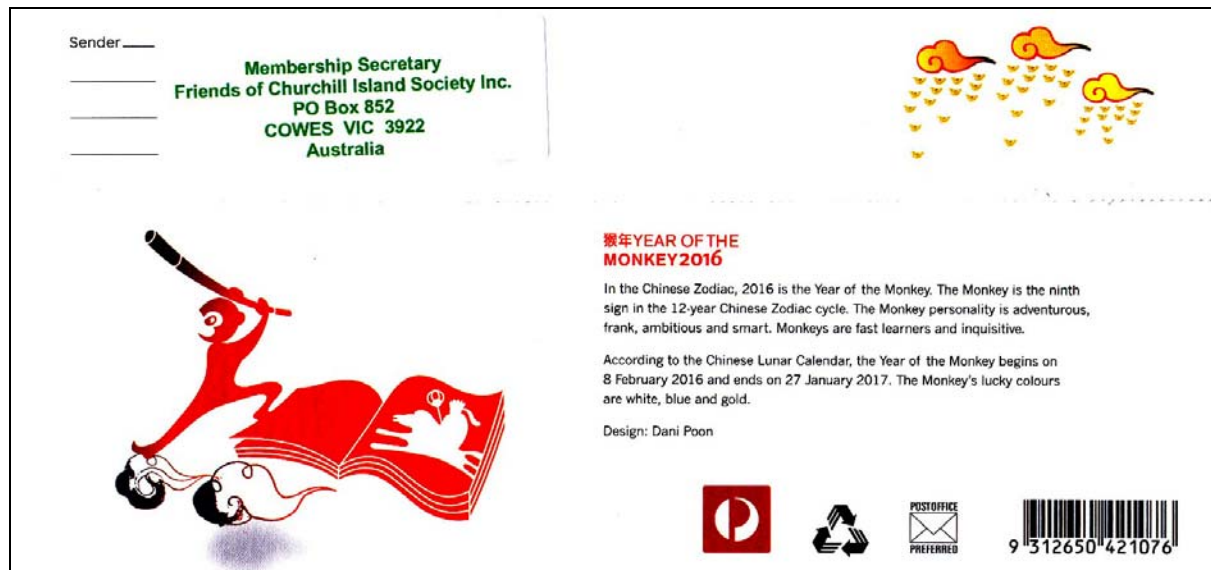 Sender
Membership Secretary
Friends of Churchill Island Society Inc.
PO Box 852
COWES VIC 3922
Australia
猴年YEAR OF THE
MONKEY2016
In the Chinese Zodiac, 2016 is the Year of the Monkey. The Monkey is the ninth
sign in the 12-year Chinese Zodiac cycle. The Monkey personality is adventurous,
frank, ambitious and smart. Monkeys are fast learners and inquisitive.
According to the Chinese Lunar Calendar, the Year of the Monkey begins on
8 February 2016 and ends on 27 January 2017. The Monkey's lucky colours
are white, blue and gold.
Design: Dani Poon
POST OFFICE
PREFERRED
9 312650 421076